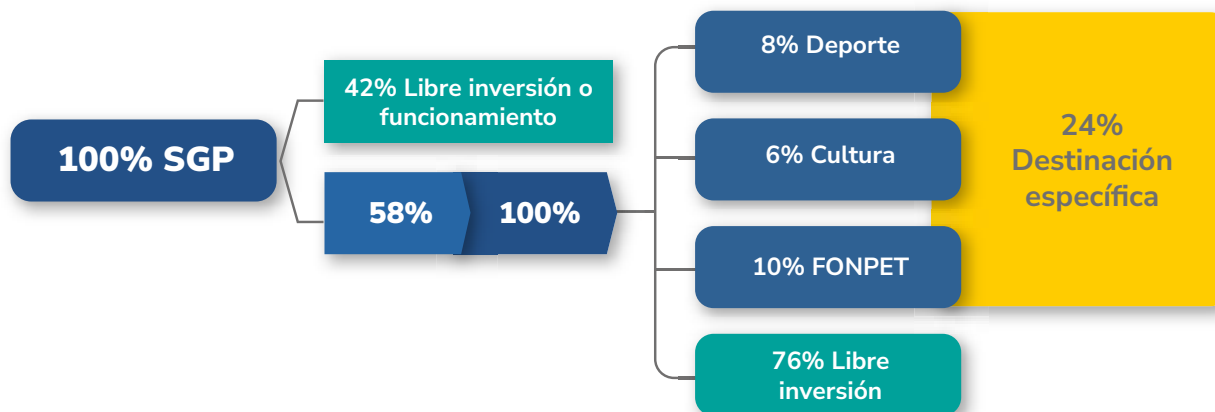 100% SGP
42% Libre inversión o
funcionamiento
58%
100%
8% Deporte
6% Cultura
10% FONPET
76% Libre
inversión
24%
Destinación
específica